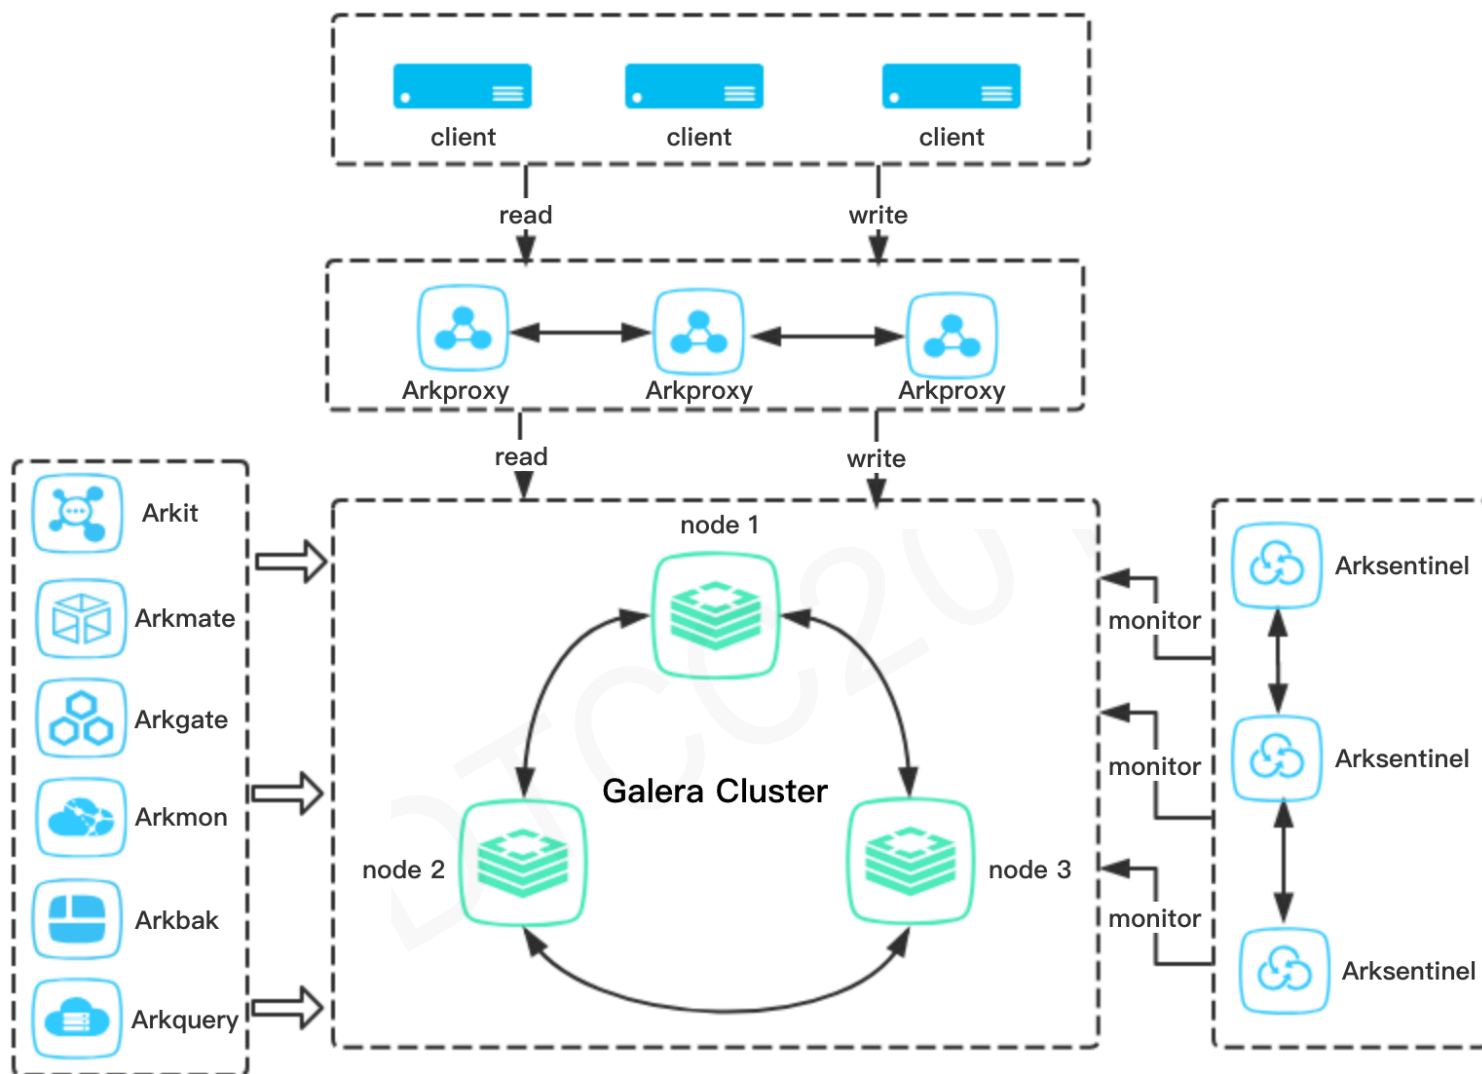 client
client
client
read
write
Arkproxy
Arkproxy
Arkproxy
read
write
Arkit
Arkmate
Arkgate
Arkmon
Arkbak
Arkquery
node 1
Galera Cluster
node 2
node 3
monitor
monitor
monitor
Arksentinel
Arksentinel
Arksentinel